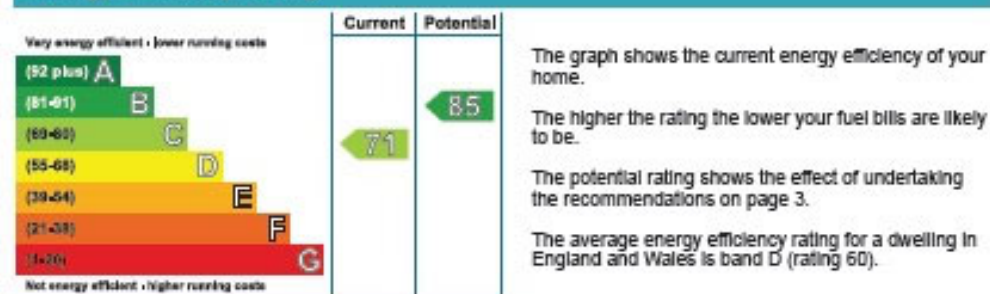 Current Potential
Very energy efficient - lower running costs
(92 plus) A
(81-91) B
85
(69-80) C
71
(55-68) D
(39-54) E
(21-38) F
(1-20) G
Not energy efficient - higher running costs
The graph shows the current energy efficiency of your
home.
The higher the rating the lower your fuel bills are likely
to be.
The potential rating shows the effect of undertaking
the recommendations on page 3.
The average energy efficiency rating for a dwelling in
England and Wales is band D (rating 60).